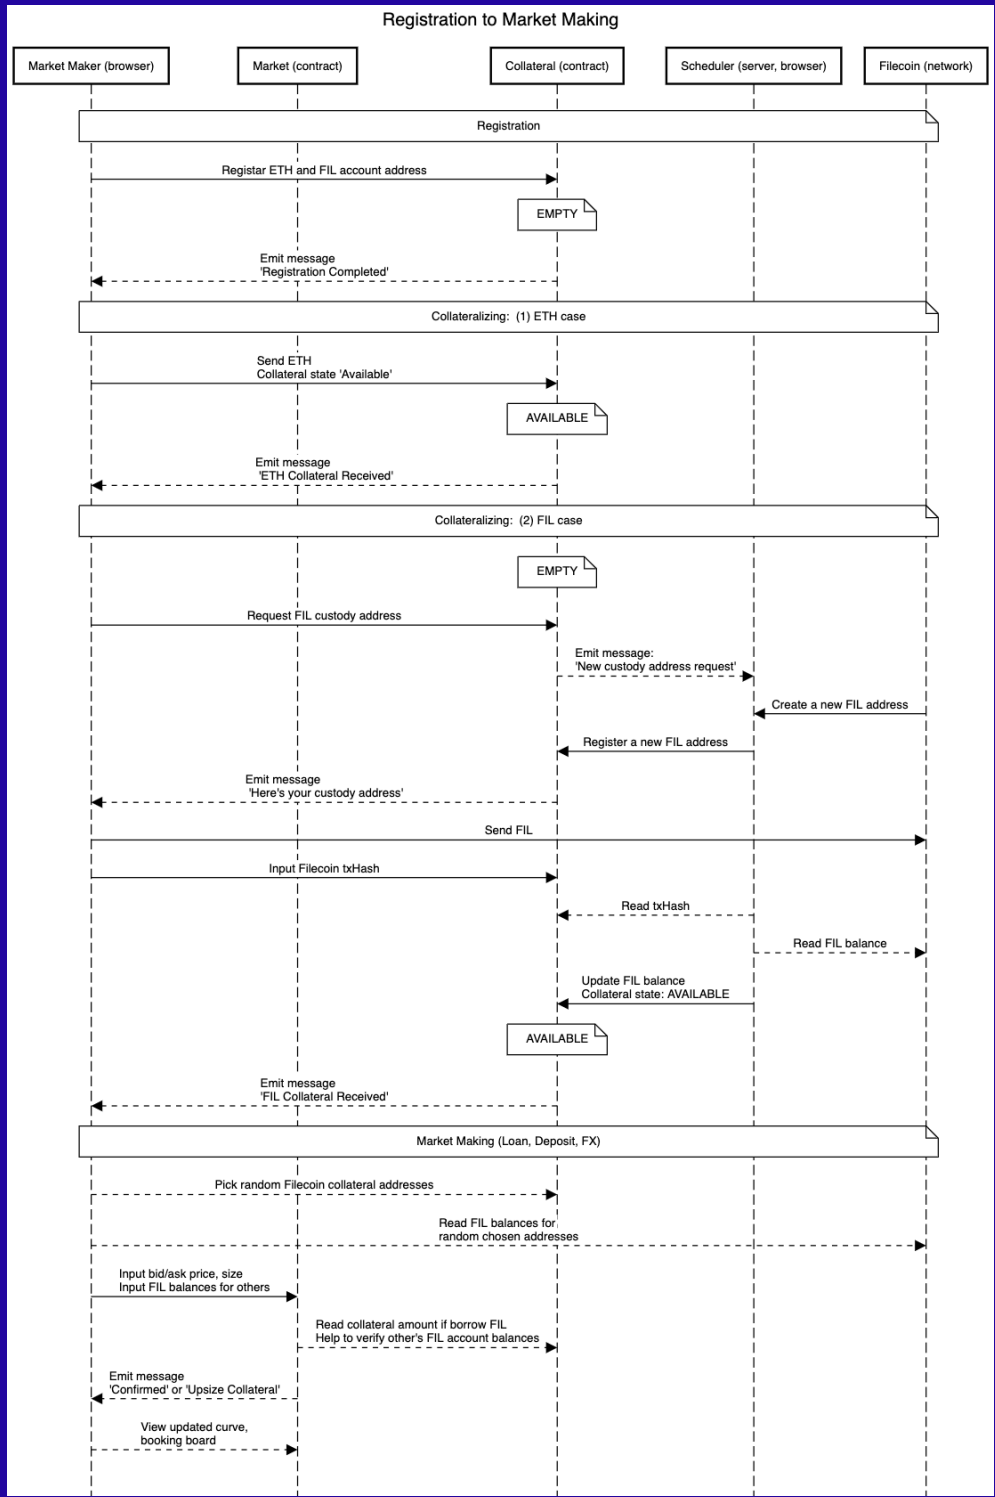 Registration to Market Making
Market Maker (browser)
Market (contract)
Collateral (contract)
Scheduler (server, browser)
Filecoin (network)
Registration
Registar ETH and FIL account address
EMPTY
Emit message
'Registration Completed'
Collateralizing:  (1) ETH case
Send ETH
Collateral state 'Available'
AVAILABLE
Emit message
'ETH Collateral Received'
Collateralizing:  (2) FIL case
EMPTY
Request FIL custody address
Emit message:
'New custody address request'
Create a new FIL address
Register a new FIL address
Emit message
'Here's your custody address'
Send FIL
Input Filecoin txHash
Read txHash
Read FIL balance
Update FIL balance
Collateral state: AVAILABLE
AVAILABLE
Emit message
'FIL Collateral Received'
Market Making (Loan, Deposit, FX)
Pick random Filecoin collateral addresses
Read FIL balances for
random chosen addresses
Input bid/ask price, size
Input FIL balances for others
Read collateral amount if borrow FIL
Help to verify other's FIL account balances
Emit message
'Confirmed' or 'Upsize Collateral'
View updated curve,
booking board